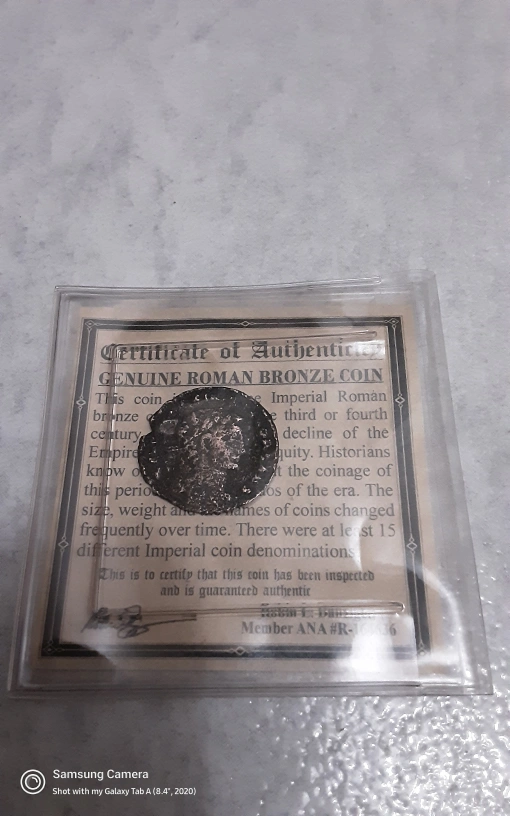 Certificate of Authenticity
GENUINE ROMAN BRONZE COIN
This coin Imperial Roman
bronze third or fourth
century decline of the
Empire quity. Historians
know o t the coinage of
this perio os of the era. The
size, weight and names of coins changed
frequently over time. There were at least 15
different Imperial coin denominations
This is to certify that this coin has been inspected
and is guaranteed authentic
Member ANA #R-
Samsung Camera
Shot with my Galaxy Tab A (8.4", 2020)